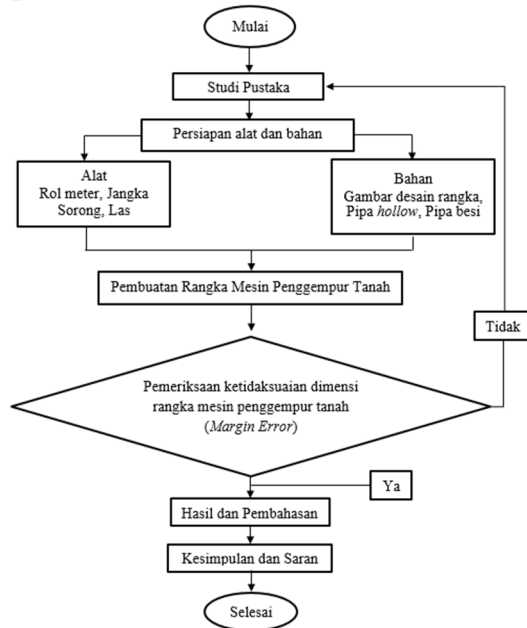 Mulai
Studi Pustaka
Persiapan alat dan bahan
Alat
Rol meter, Jangka
Sorong, Las
Bahan
Gambar desain rangka,
Pipa hollow, Pipa besi
Pembuatan Rangka Mesin Penggempur Tanah
Tidak
Pemeriksaan ketidaksuaian dimensi
rangka mesin penggempur tanah
(Margin Error)
Ya
Hasil dan Pembahasan
Kesimpulan dan Saran
Selesai